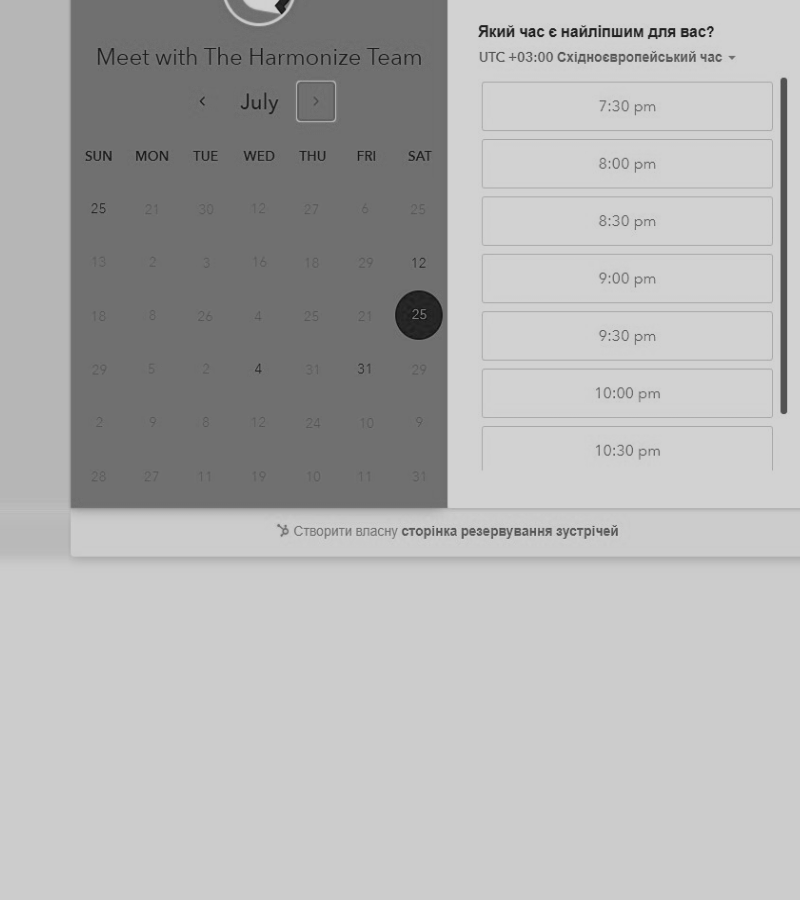 Meet with The Harmonize Team
July
SUN MON TUE WED THU FRI SAT
25 21 30 12 27 6 25
13 2 3 16 18 29 12
18 8 26 4 25 21 25
29 5 2 4 31 31 29
2 9 8 12 24 10 9
28 27 11 19 10 11 31
Який час є найліпшим для вас?
UTC +03:00 Східноєвропейський час
7:30 pm
8:00 pm
8:30 pm
9:00 pm
9:30 pm
10:00 pm
10:30 pm
Створити власну сторінка резервування зустрічей